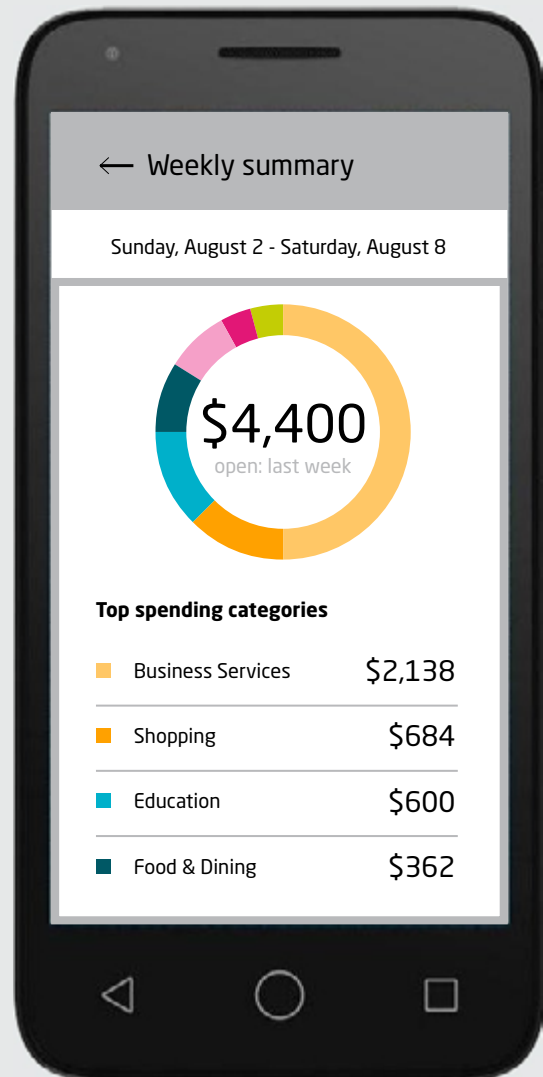 Weekly summary
Sunday, August 2 - Saturday, August 8
$4,400
open: last week
Top spending categories
Business Services $2,138
Shopping $684
Education $600
Food & Dining $362